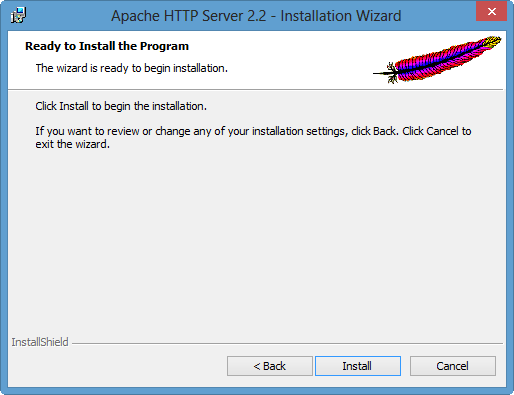 Apache HTTP Server 2.2 - Installation Wizard
Ready to Install the Program
The wizard is ready to begin installation.
Click Install to begin the installation.
If you want to review or change any of your installation settings, click Back. Click Cancel to
exit the wizard.
InstallShield
< Back
Install
Cancel